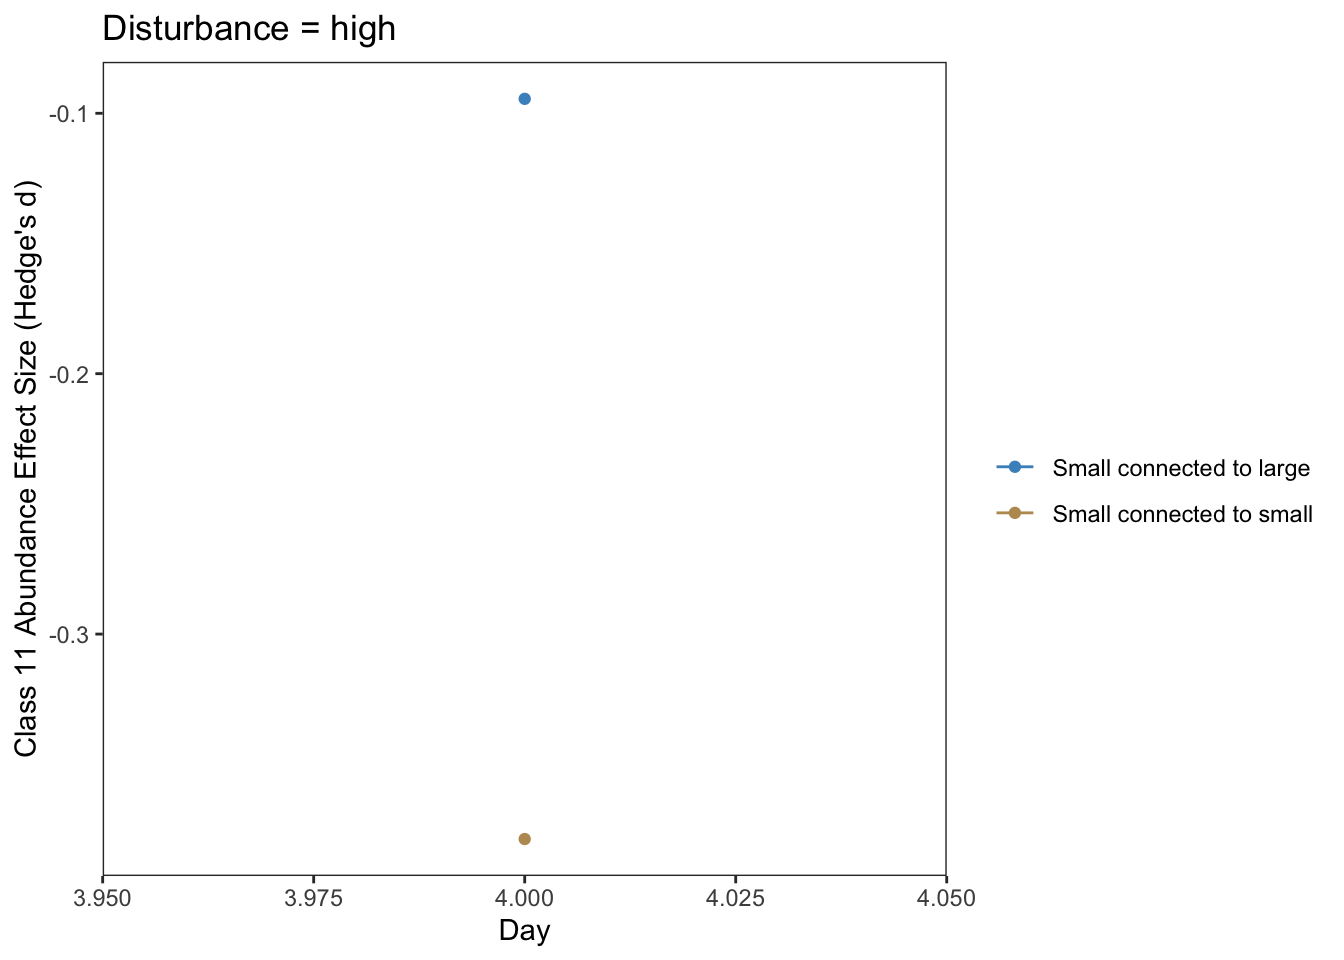 Disturbance = high
Class 11 Abundance Effect Size (Hedge's d)
-0.1
-0.2
-0.3
3.950 3.975 4.000 4.025 4.050
Day
Small connected to large
Small connected to small